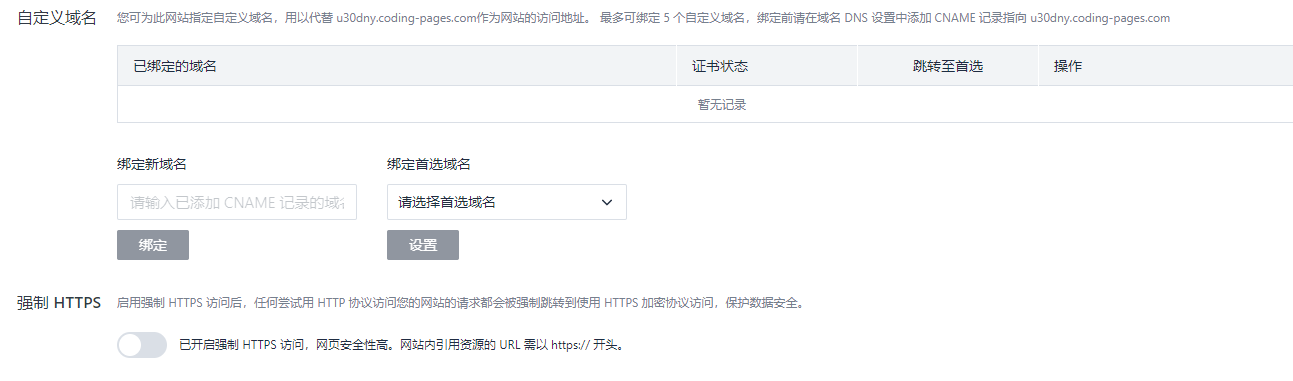 自定义域名 您可为此网站指定自定义域名，用以代替 u30dny.coding-pages.com作为网站的访问地址。 最多可绑定 5 个自定义域名，绑定前请在域名 DNS 设置中添加 CNAME 记录指向 u30dny.coding-pages.com
已绑定的域名 证书状态 跳转至首选 操作
暂无记录
绑定新域名 绑定首选域名
请输入已添加 CNAME 记录的域名 请选择首选域名
绑定 设置
强制 HTTPS 启用强制 HTTPS 访问后，任何尝试用 HTTP 协议访问您的网站的请求都会被强制跳转到使用 HTTPS 加密协议访问，保护数据安全。
已开启强制 HTTPS 访问，网页安全性高。网站内引用资源的 URL 需以 https:// 开头。